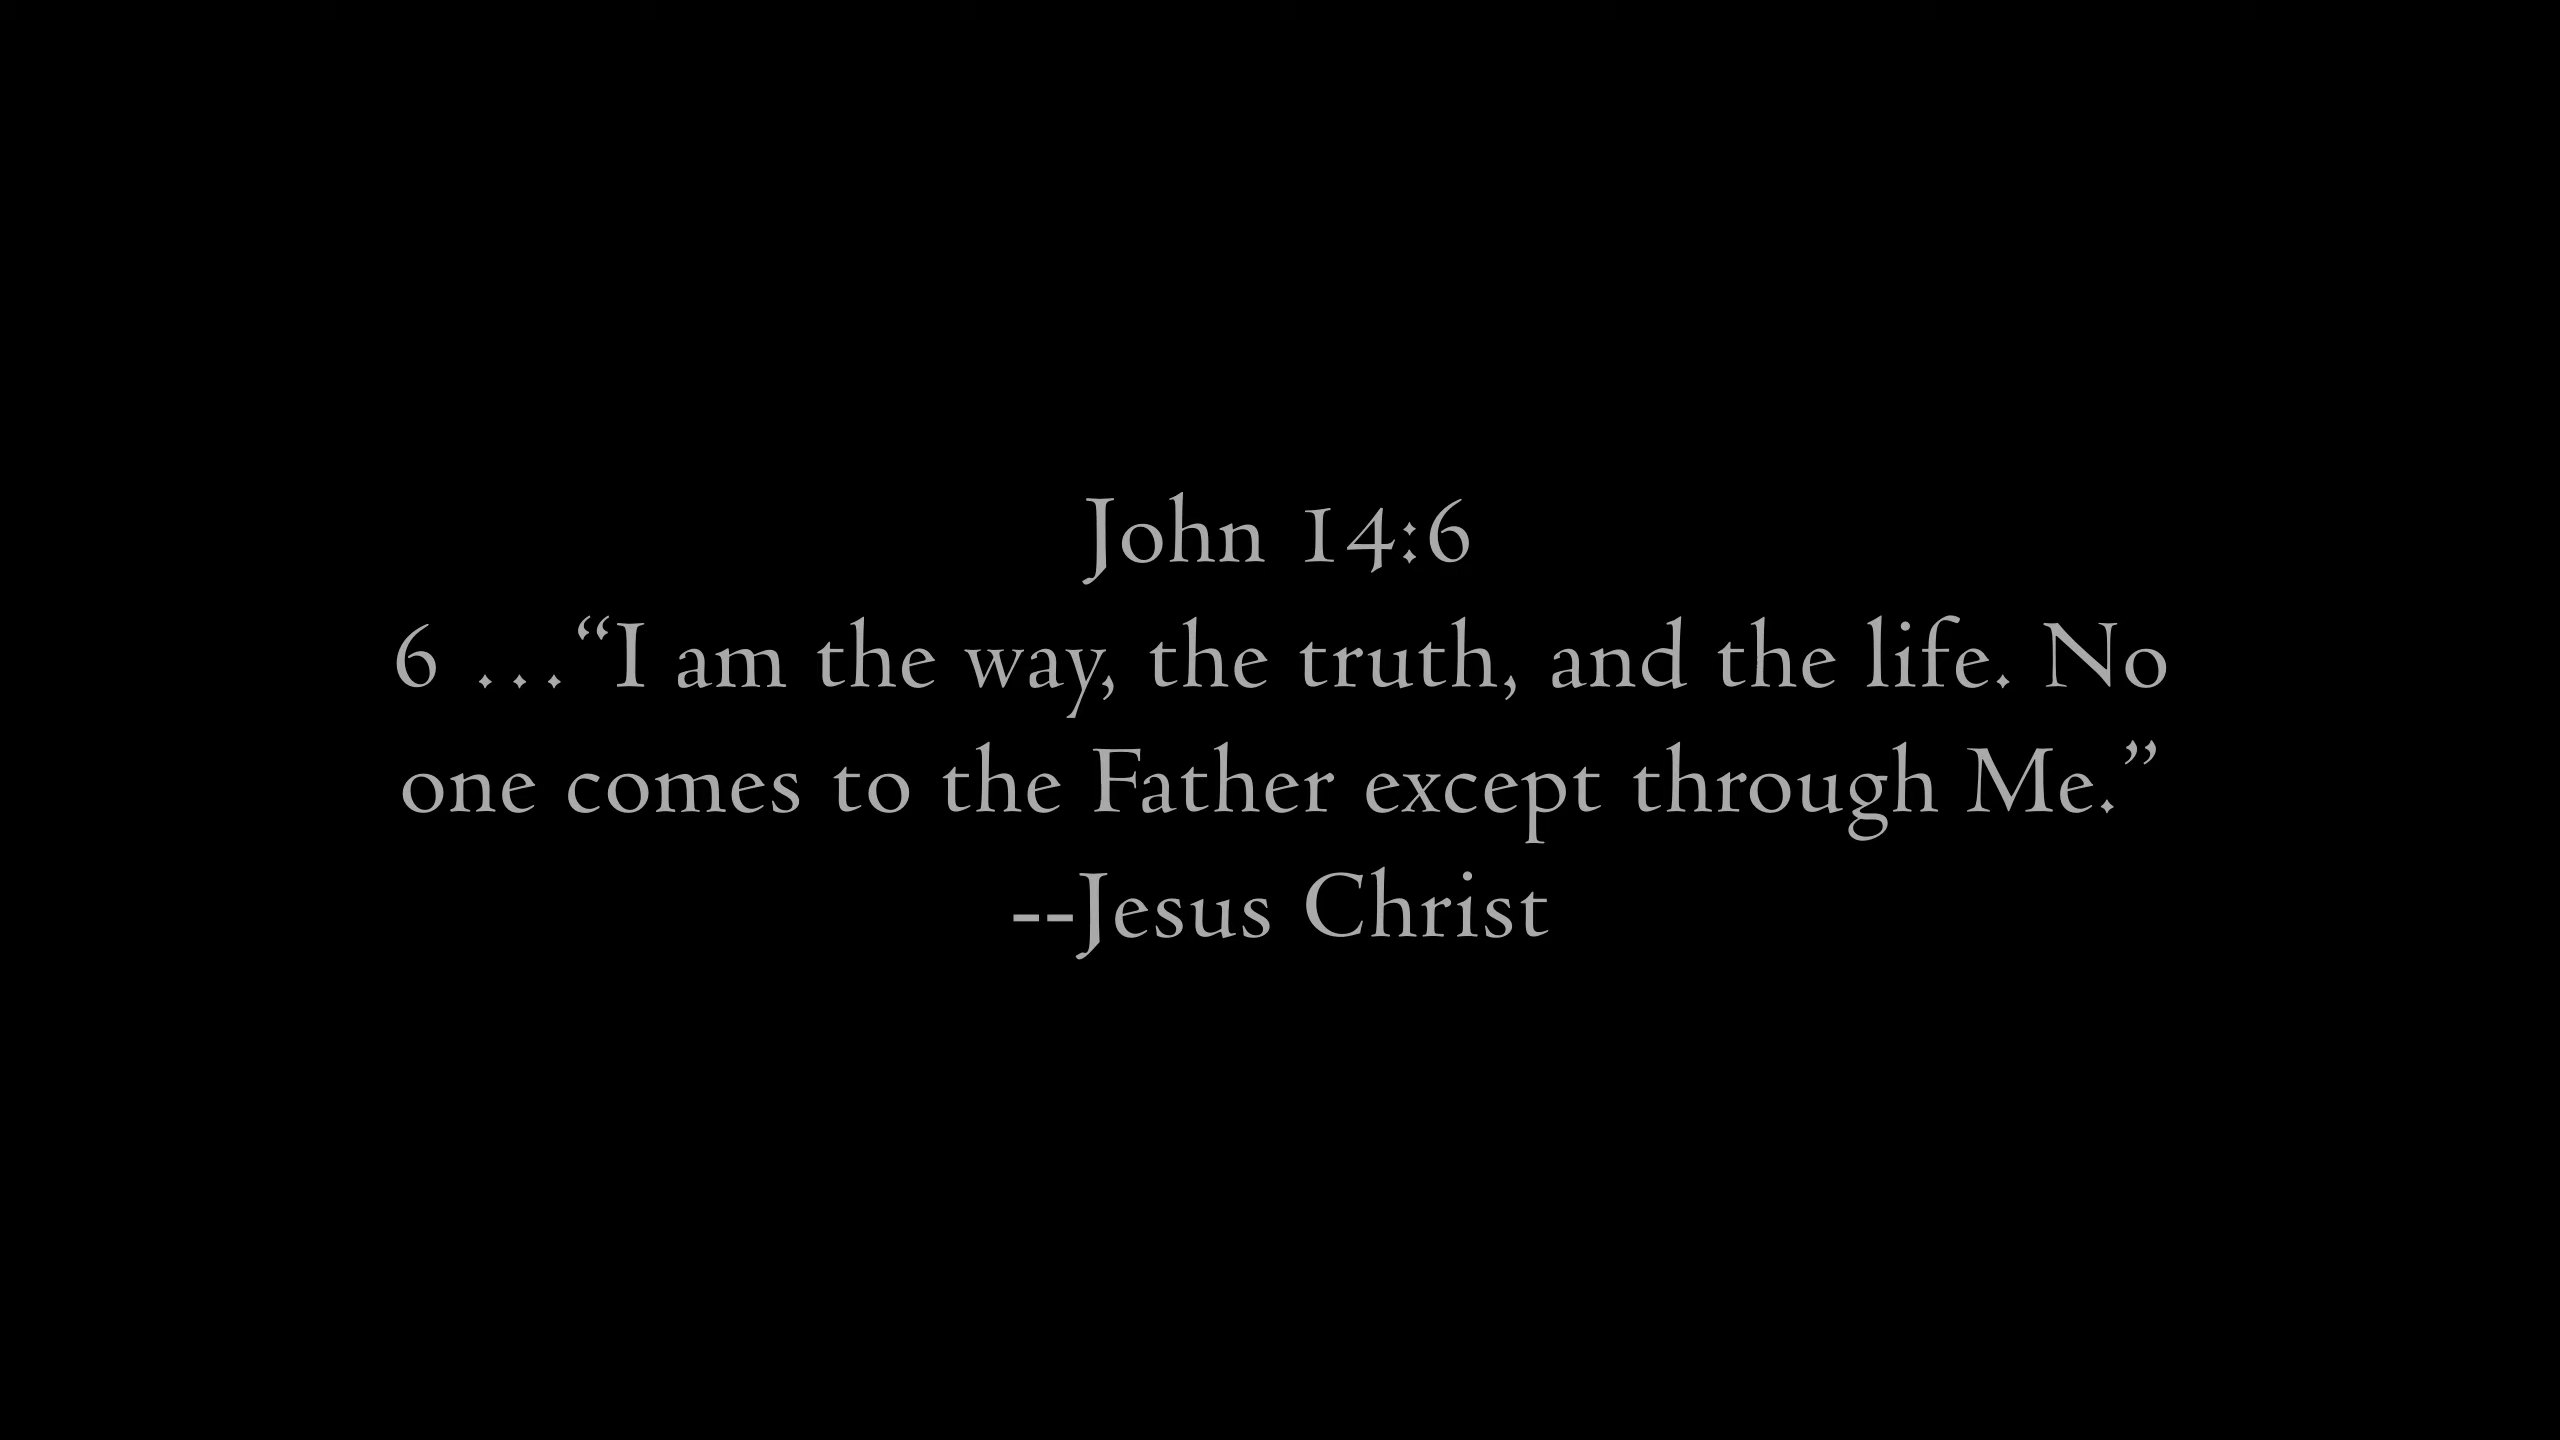 John 14:6
6 …“I am the way, the truth, and the life. No
one comes to the Father except through Me.”
--Jesus Christ